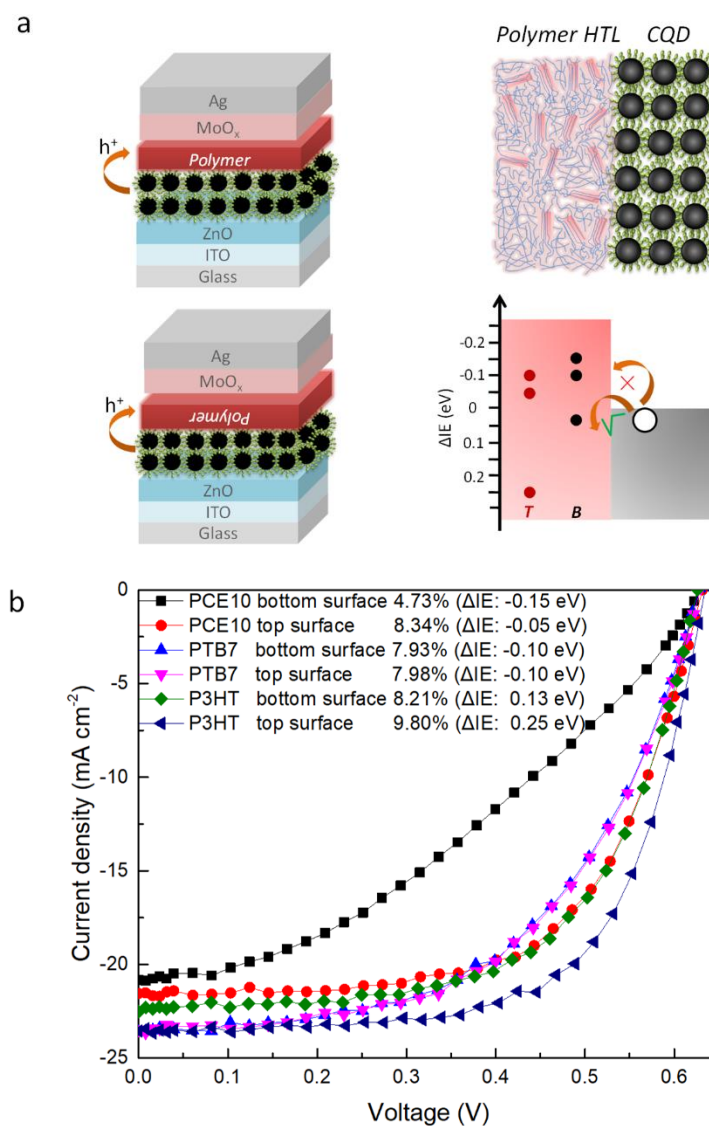 a
Polymer HTL CQD
Ag
MoOx
h+
Polymer
ZnO
ITO
Glass
Ag
MoOx
h+
Polymer
ZnO
ITO
Glass
ΔIE (eV)
-0.2
-0.1
0
0.1
0.2
T B
b
PCE10 bottom surface 4.73% (ΔIE: -0.15 eV)
PCE10 top surface 8.34% (ΔIE: -0.05 eV)
PTB7 bottom surface 7.93% (ΔIE: -0.10 eV)
PTB7 top surface 7.98% (ΔIE: -0.10 eV)
P3HT bottom surface 8.21% (ΔIE: 0.13 eV)
P3HT top surface 9.80% (ΔIE: 0.25 eV)
Current density (mA cm-2)
0
-5
-10
-15
-20
-25
0.0 0.1 0.2 0.3 0.4 0.5 0.6
Voltage (V)